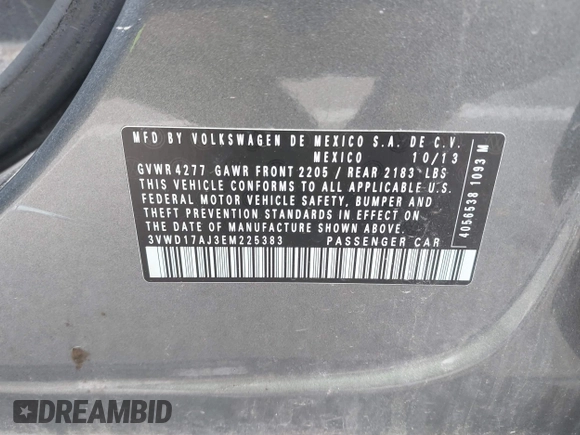 MFD BY VOLKSWAGEN DE MEXICO S.A. DE C.V.
MEXICO 10/13
GVWR 4277 GAWR FRONT 2205 / REAR 2183 LBS
THIS VEHICLE CONFORMS TO ALL APPLICABLE U.S.
FEDERAL MOTOR VEHICLE SAFETY, BUMPER AND
THEFT PREVENTION STANDARDS IN EFFECT ON
THE DATE OF MANUFACTURE SHOWN ABOVE.
3VWD17AJ3EM225383 PASSENGER CAR
4056538 1093 M
DREAMBID